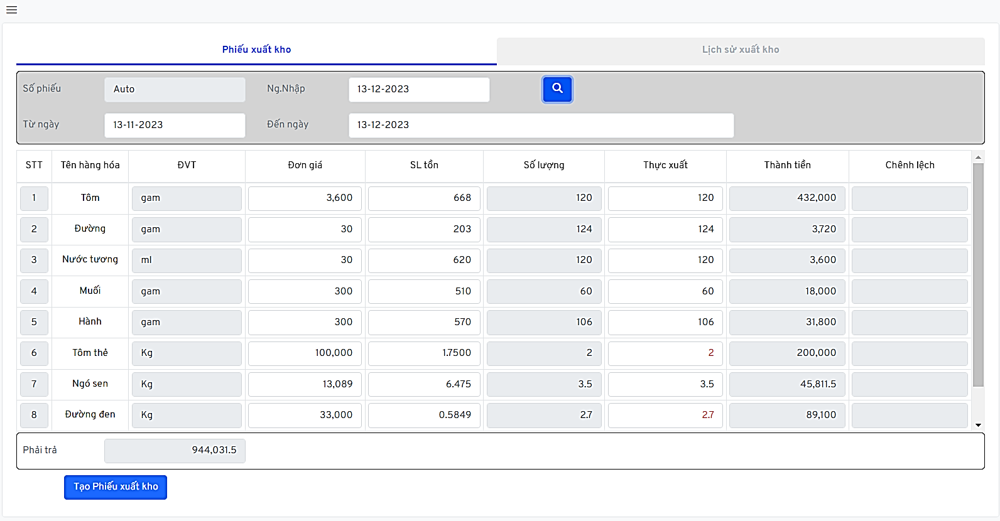 Phiếu xuất kho Lịch sử xuất kho
Số phiếu Auto Ng.Nhập 13-12-2023
Từ ngày 13-11-2023 Đến ngày 13-12-2023
STT Tên hàng hóa ĐVT Đơn giá SL tồn Số lượng Thực xuất Thành tiền Chênh lệch
1 Tôm gam 3,600 668 120 120 432,000
2 Đường gam 30 203 124 124 3,720
3 Nước tương ml 30 620 120 120 3,600
4 Muối gam 300 510 60 60 18,000
5 Hành gam 300 570 106 106 31,800
6 Tôm thẻ Kg 100,000 1.7500 2 2 200,000
7 Ngó sen Kg 13,089 6.475 3.5 3.5 45,811.5
8 Đường đen Kg 33,000 0.5849 2.7 2.7 89,100
Phải trả 944,031.5
Tạo Phiếu xuất kho